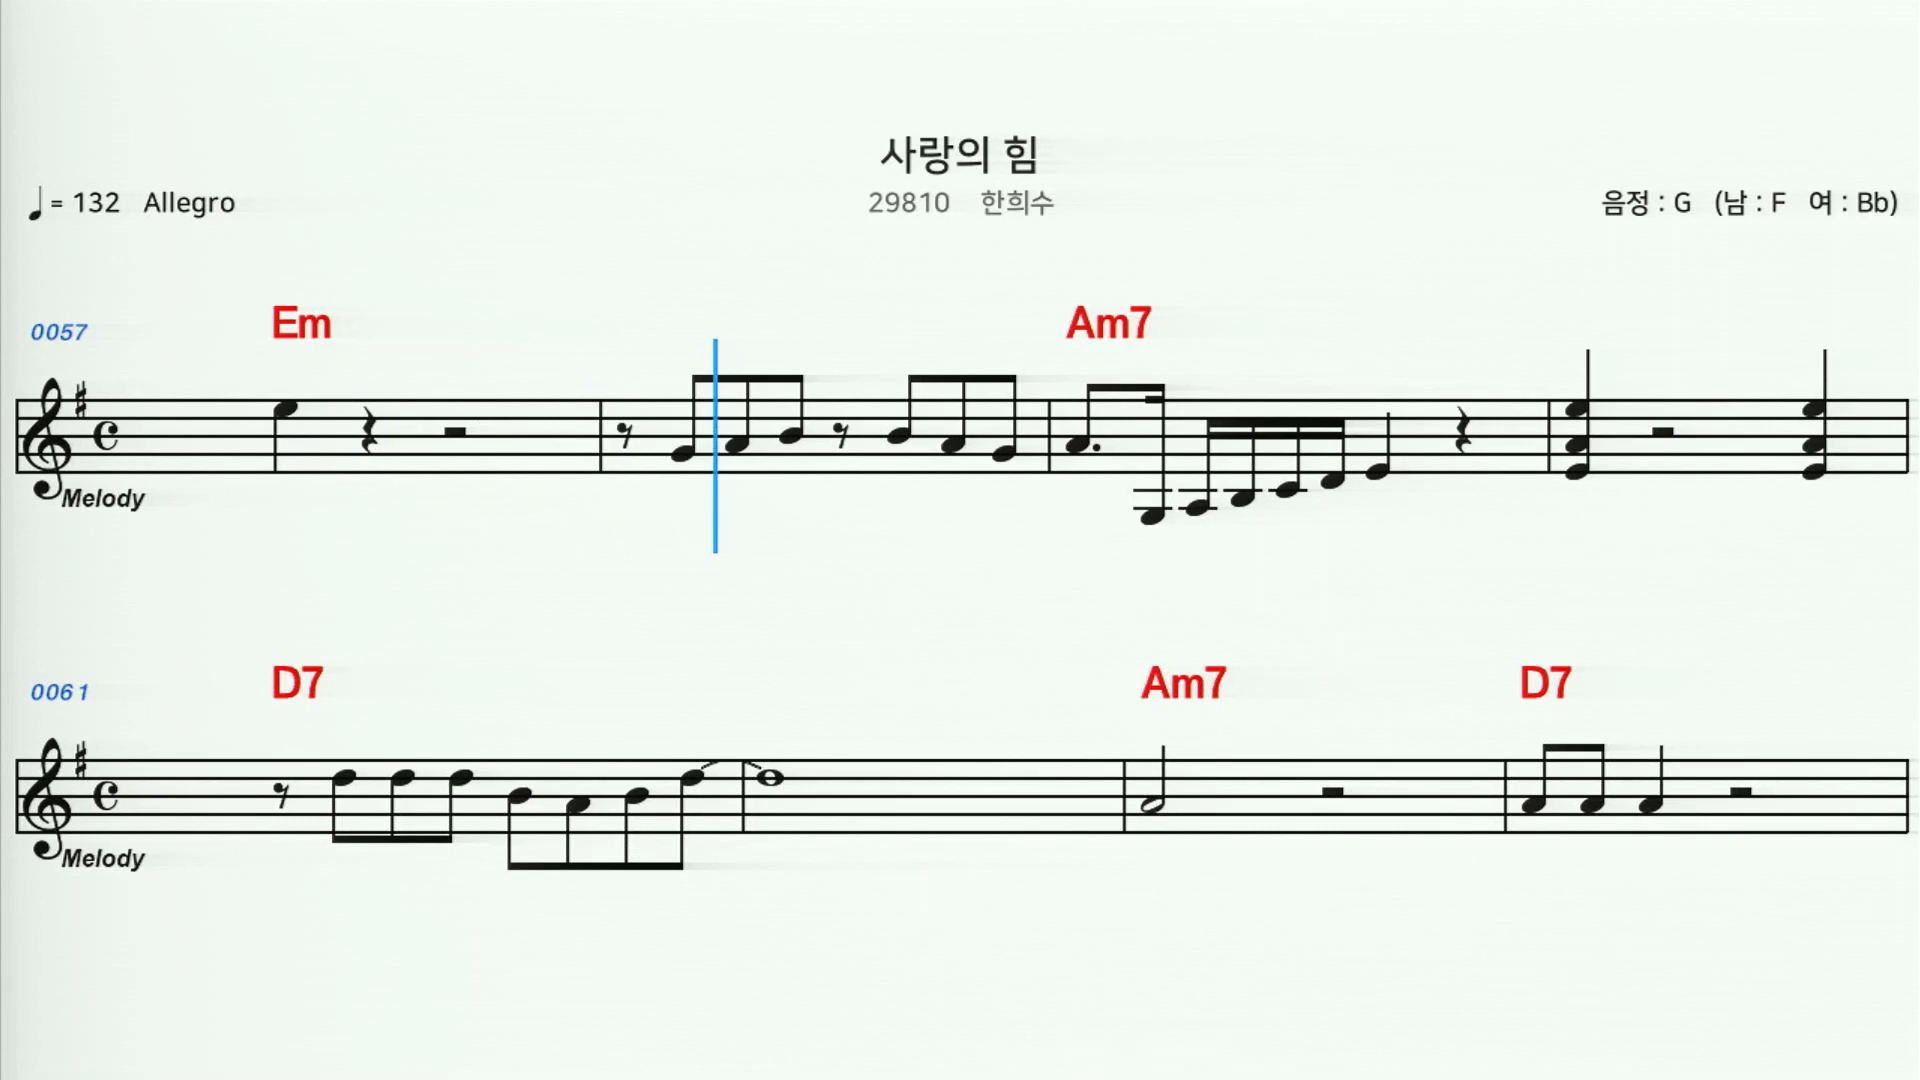 사랑의 힘
♩= 132 Allegro
29810 한희수
음정 : G (남 : F 여 : Bb)
0057
Em
Am7
Melody
0061
D7
Am7
D7
Melody